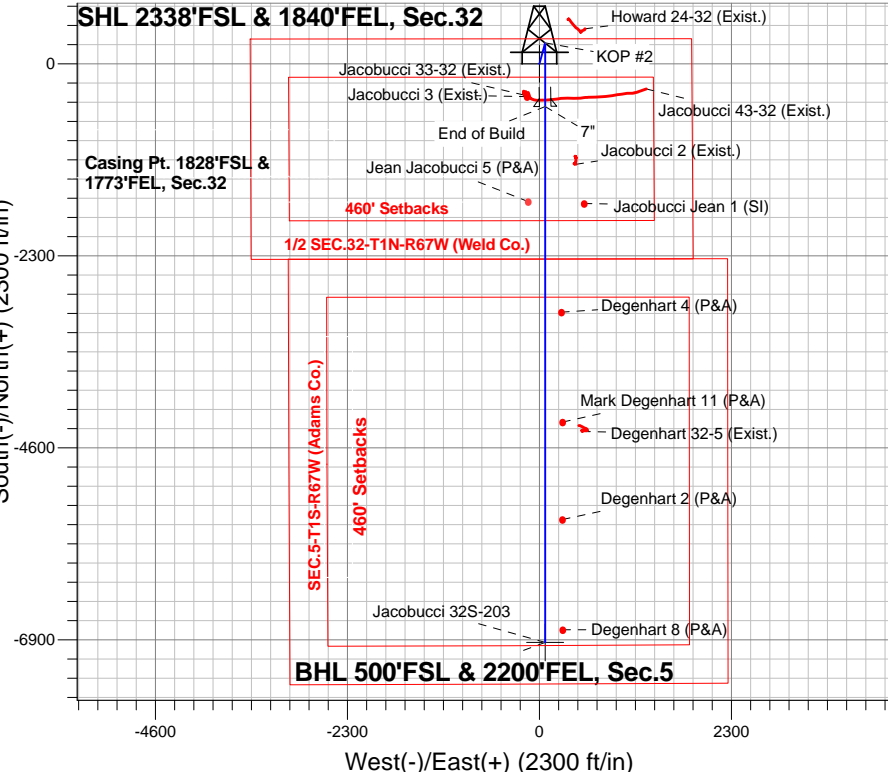 SHL 2338'FSL & 1840'FEL, Sec.32
Howard 24-32 (Exist.)
KOP #2
0
Jacobucci 33-32 (Exist.)
Jacobucci 3 (Exist.)
Jacobucci 43-32 (Exist.)
End of Build
7"
Jacobucci 2 (Exist.)
Casing Pt. 1828'FSL &
1773'FEL, Sec.32
Jean Jacobucci 5 (P&A)
460' Setbacks
Jacobucci Jean 1 (SI)
1/2 SEC.32-T1N-R67W (Weld Co.)
-2300
South(-)/North(+) (2300 ft/in)
Degenhart 4 (P&A)
SEC.5-T1S-R67W (Adams Co.)
460' Setbacks
Mark Degenhart 11 (P&A)
Degenhart 32-5 (Exist.)
-4600
Degenhart 2 (P&A)
Jacobucci 32S-203
Degenhart 8 (P&A)
-6900
BHL 500'FSL & 2200'FEL, Sec.5
-4600
-2300
0
2300
West(-)/East(+) (2300 ft/in)